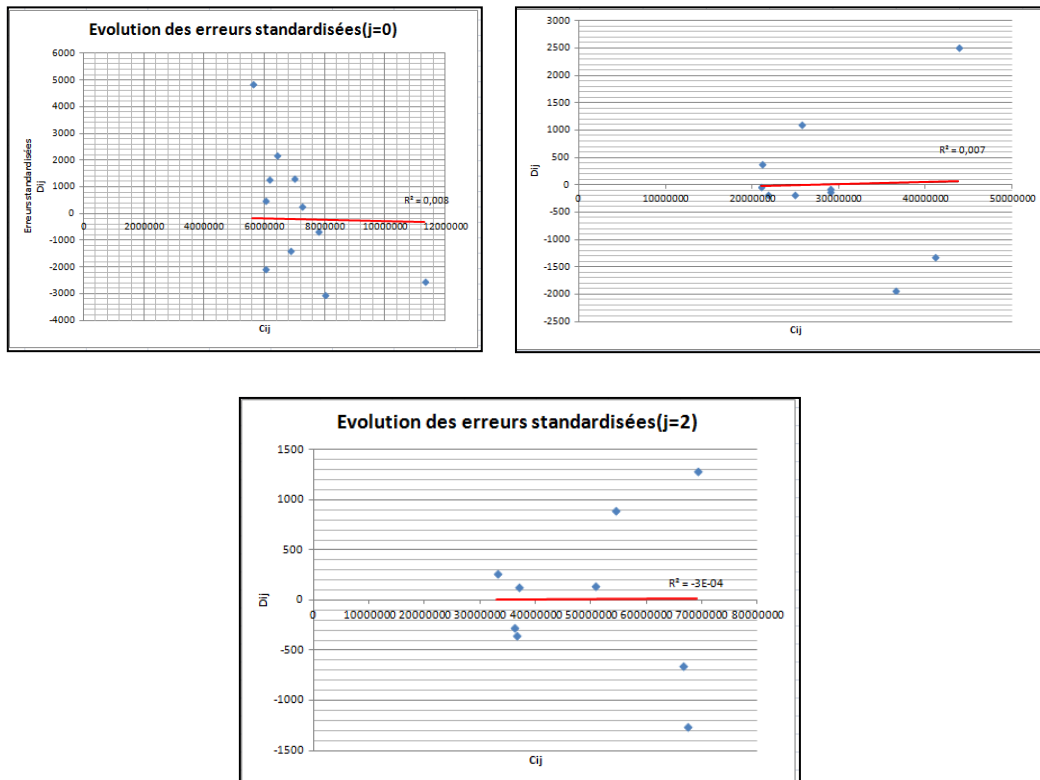 Evolution des erreurs standardisées(j=0)
6000
5000
4000
3000
2000
1000
0
-1000
-2000
-3000
-4000
Erreurs standardisées
Dij
R² = 0,008
0 2000000 4000000 6000000 8000000 10000000 12000000
Cij
3000
2500
2000
1500
1000
500
0
-500
-1000
-1500
-2000
-2500
Dij
R² = 0,007
0 10000000 20000000 30000000 40000000 50000000
Cij
Evolution des erreurs standardisées(j=2)
1500
1000
500
0
-500
-1000
-1500
Dij
R² = -3E-04
0 10000000 20000000 30000000 40000000 50000000 60000000 70000000 80000000
Cij